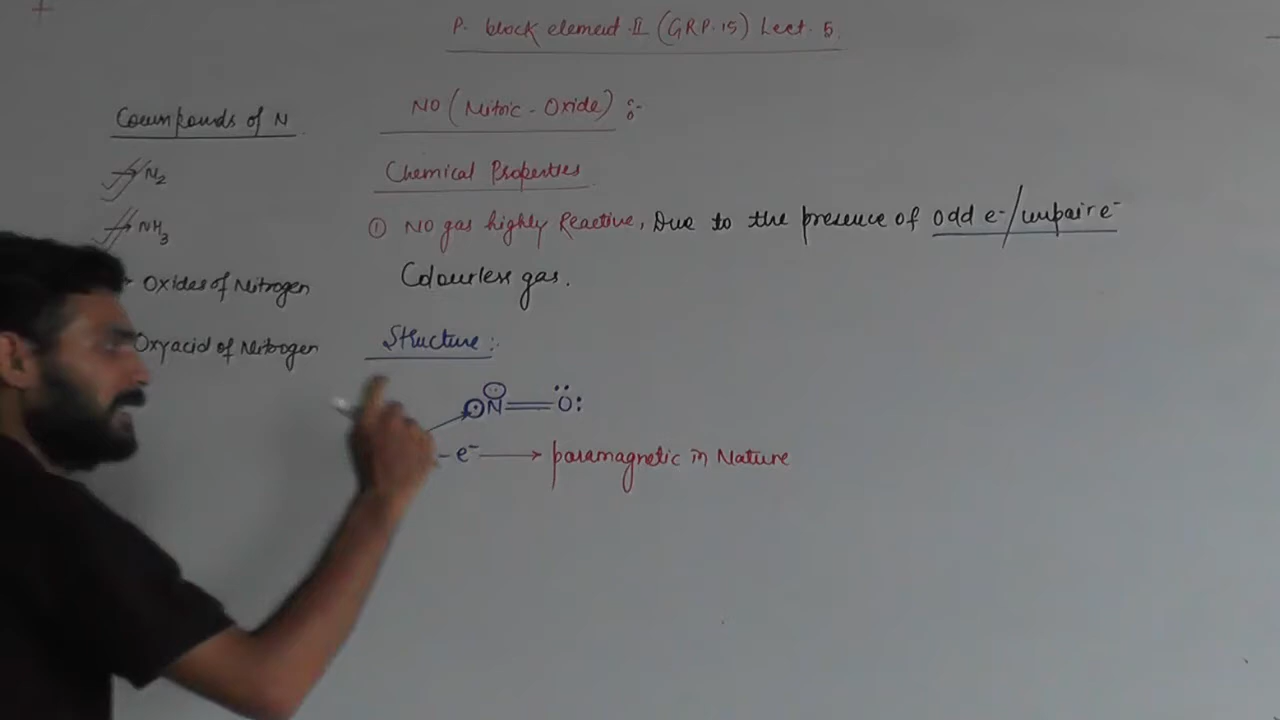 P. block element-II (GRP.15) Lect. 5.
Compounds of N
N₂
NH₃
Oxides of Nitrogen
Oxyacid of Nitrogen
NO (Nitric-Oxide) :-
Chemical Properties
① NO gas highly Reactive, Due to the presence of odd e⁻/unpair e⁻
Colourless gas.
Structure :
N=O
e⁻ → paramagnetic in Nature